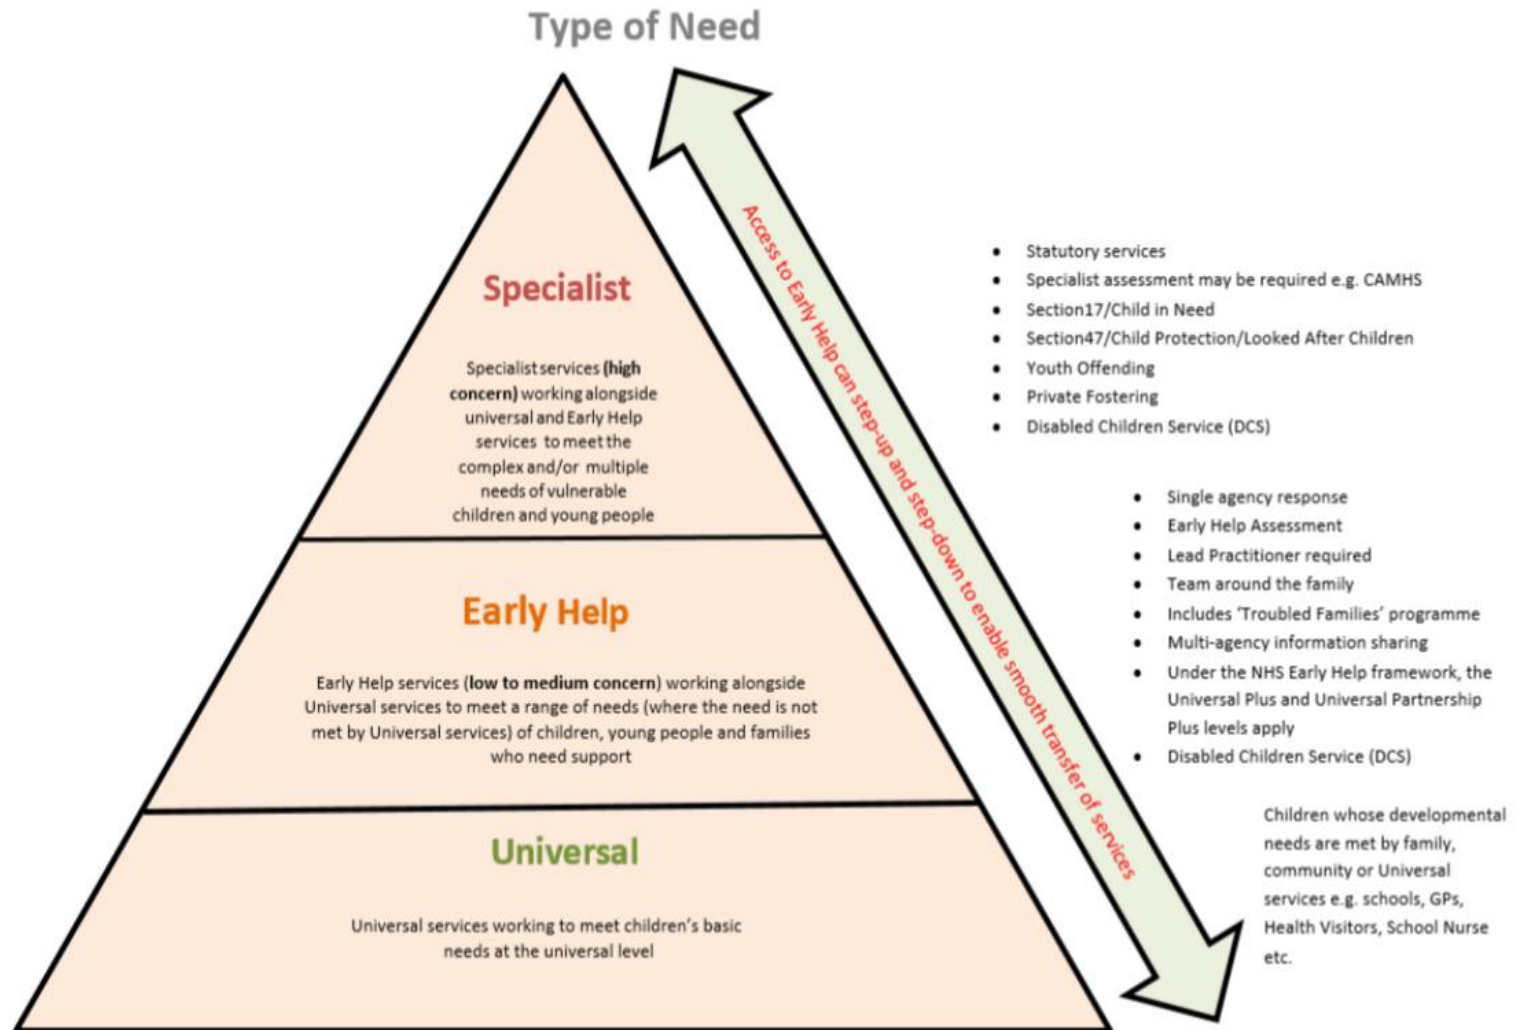 Type of Need
Specialist
Specialist services (high
concern) working alongside
universal and Early Help
services to meet the
complex and/or multiple
needs of vulnerable
children and young people
Early Help
Early Help services (low to medium concern) working alongside
Universal services to meet a range of needs (where the need is not
met by Universal services) of children, young people and families
who need support
Universal
Universal services working to meet children's basic
needs at the universal level
Access to Early Help can step-up and step-down to enable smooth transfer of services
• Statutory services
• Specialist assessment may be required e.g. CAMHS
• Section17/Child in Need
• Section47/Child Protection/Looked After Children
• Youth Offending
• Private Fostering
• Disabled Children Service (DCS)
• Single agency response
• Early Help Assessment
• Lead Practitioner required
• Team around the family
• Includes 'Troubled Families' programme
• Multi-agency information sharing
• Under the NHS Early Help framework, the
Universal Plus and Universal Partnership
Plus levels apply
• Disabled Children Service (DCS)
Children whose developmental
needs are met by family,
community or Universal
services e.g. schools, GPs,
Health Visitors, School Nurse
etc.